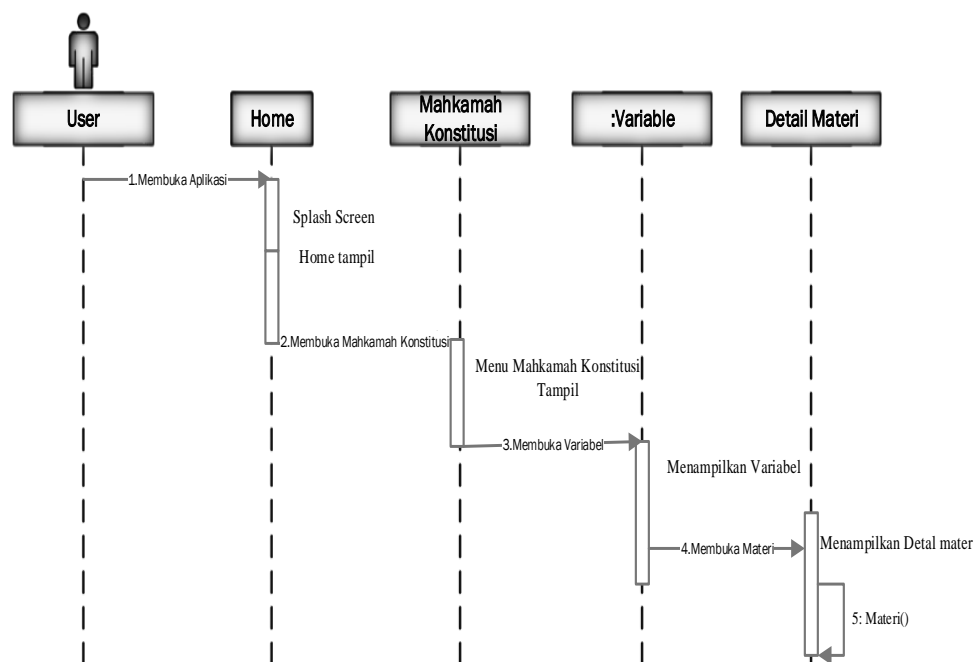 User
Home
Mahkamah
Konstitusi
:Variable
Detail Materi
1.Membuka Aplikasi
Splash Screen
Home tampil
2.Membuka Mahkamah Konstitusi
Menu Mahkamah Konstitusi
Tampil
3.Membuka Variabel
Menampilkan Variabel
4.Membuka Materi
Menampilkan Detal mater
5: Materi()